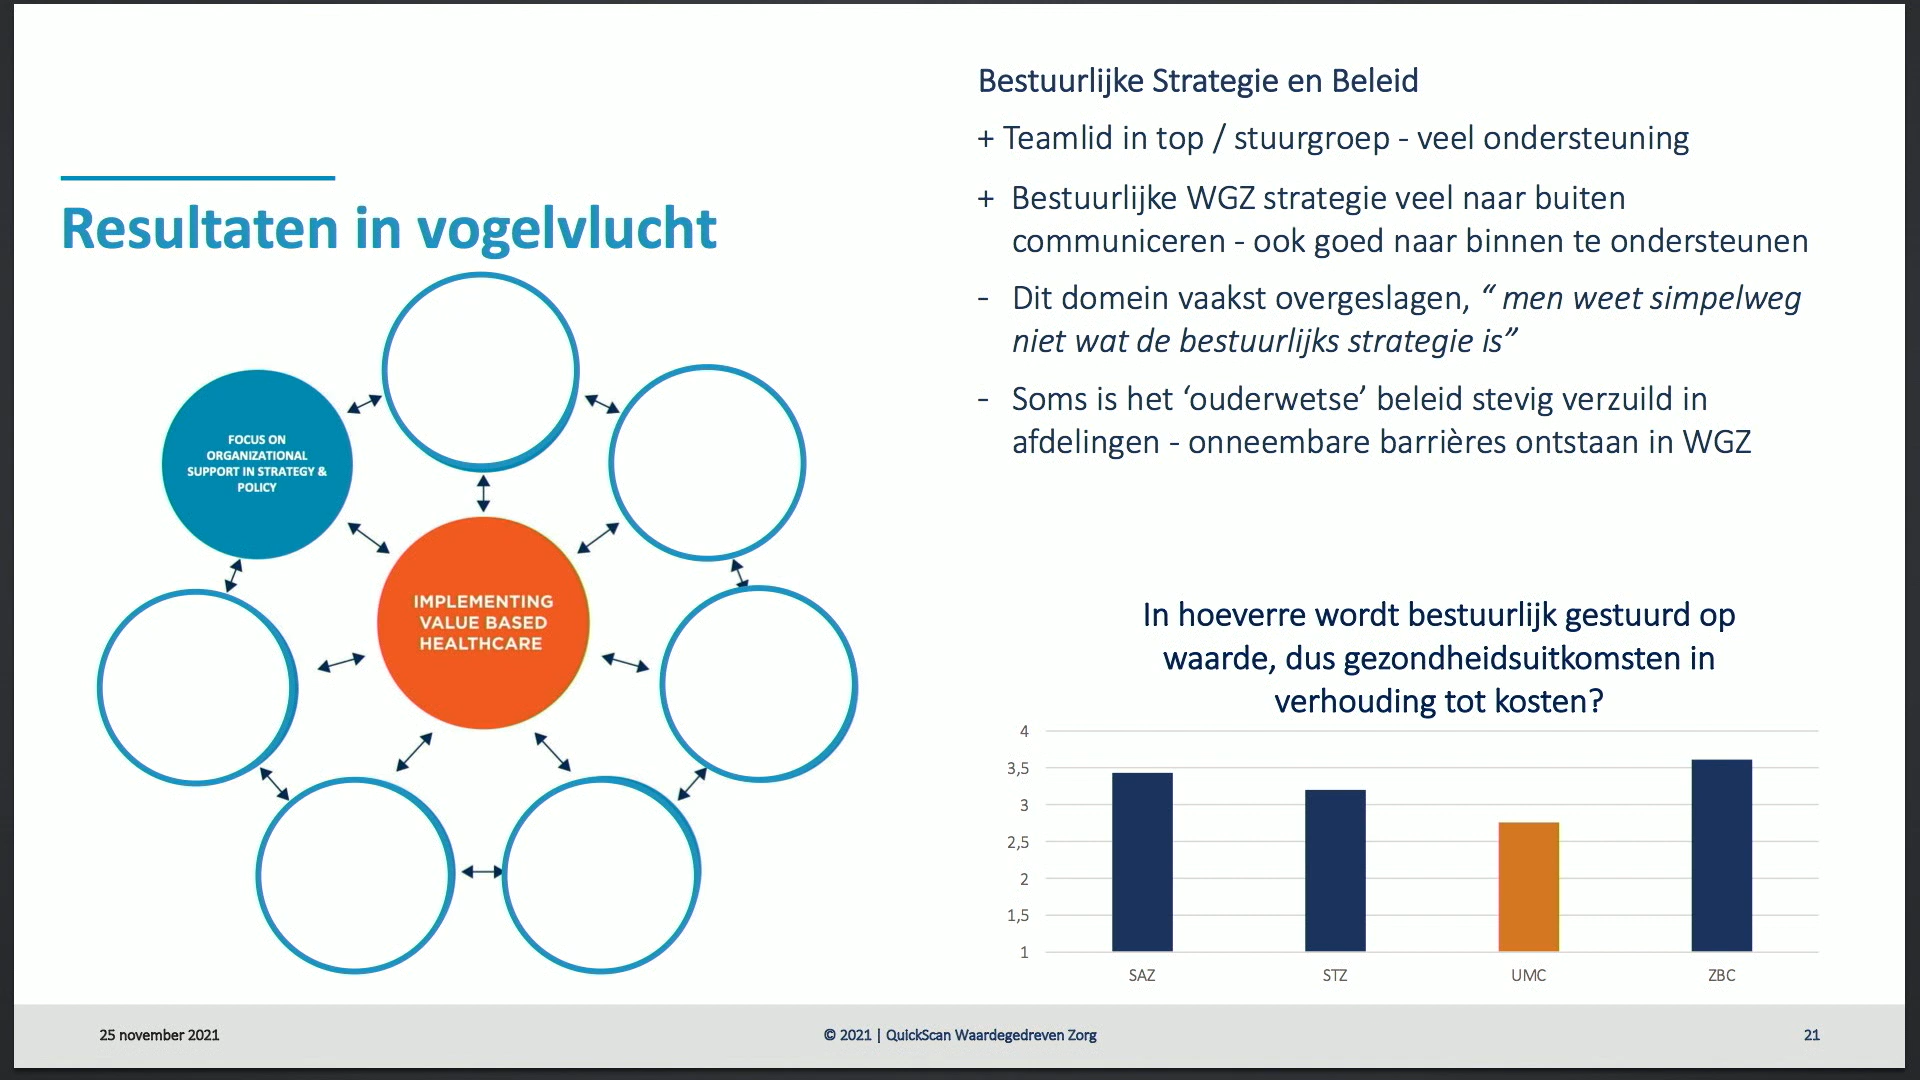 Resultaten in vogelvlucht
FOCUS ON
ORGANIZATIONAL
SUPPORT IN STRATEGY &
POLICY
IMPLEMENTING
VALUE BASED
HEALTHCARE
Bestuurlijke Strategie en Beleid
+ Teamlid in top / stuurgroep - veel ondersteuning
+ Bestuurlijke WGZ strategie veel naar buiten
communiceren - ook goed naar binnen te ondersteunen
- Dit domein vaakst overgeslagen, “ men weet simpelweg
niet wat de bestuurlijks strategie is”
- Soms is het ‘ouderwetse’ beleid stevig verzuild in
afdelingen - onneembare barrières ontstaan in WGZ
In hoeverre wordt bestuurlijk gestuurd op
waarde, dus gezondheidsuitkomsten in
verhouding tot kosten?
4
3,5
3
2,5
2
1,5
1
SAZ STZ UMC ZBC
25 november 2021 © 2021 | QuickScan Waardegedreven Zorg 21